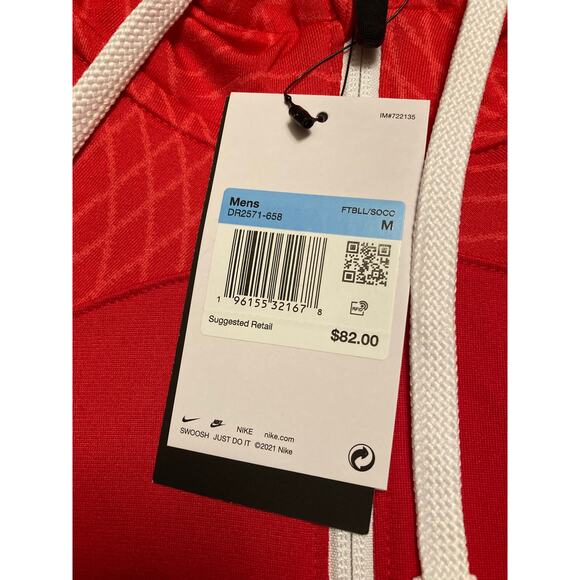 IM#722135
Mens FTBLL/SOCC
DR2571-658 M
1 96155 32167 8
RFID
Suggested Retail
$82.00
NIKE nike.com
SWOOSH JUST DO IT ©2021 Nike